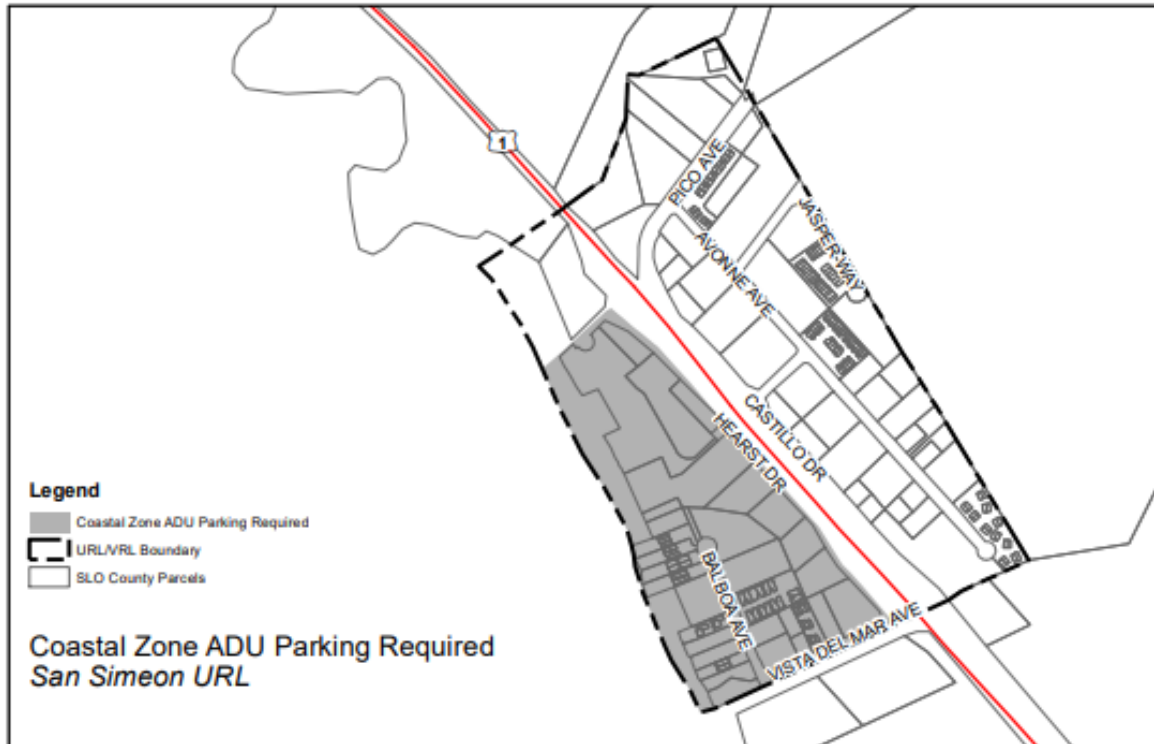 1
PICO AVE
JASPER WAY
AVONNE AVE
CASTILLO DR
HEARST DR
BALBOA AVE
VISTA DEL MAR AVE
Legend
Coastal Zone ADU Parking Required
URL/VRL Boundary
SLO County Parcels
Coastal Zone ADU Parking Required
San Simeon URL